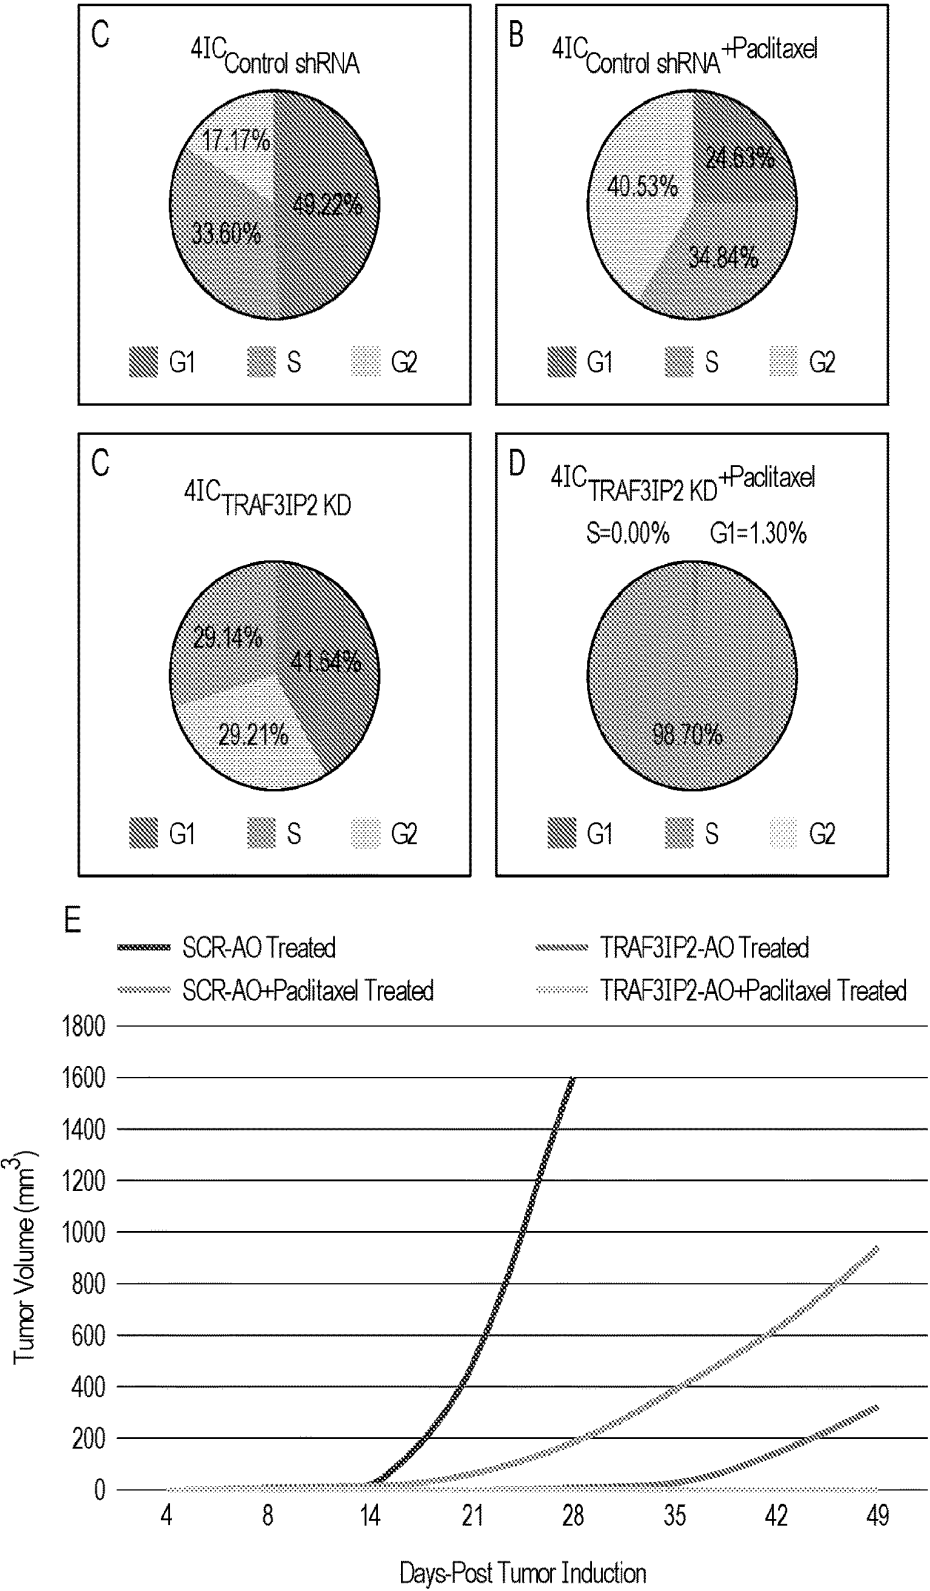 C
4IC Control shRNA
17.17%
49.22%
33.60%
G1 S G2
B
4IC Control shRNA +Paclitaxel
24.63%
40.53%
34.84%
G1 S G2
C
4IC TRAF3IP2 KD
29.14%
41.64%
29.21%
G1 S G2
D
4IC TRAF3IP2 KD +Paclitaxel
S=0.00% G1=1.30%
98.70%
G1 S G2
E
SCR-AO Treated TRAF3IP2-AO Treated
SCR-AO+Paclitaxel Treated TRAF3IP2-AO+Paclitaxel Treated
1800
1600
1400
1200
1000
800
600
400
200
0
Tumor Volume (mm3)
4 8 14 21 28 35 42 49
Days-Post Tumor Induction